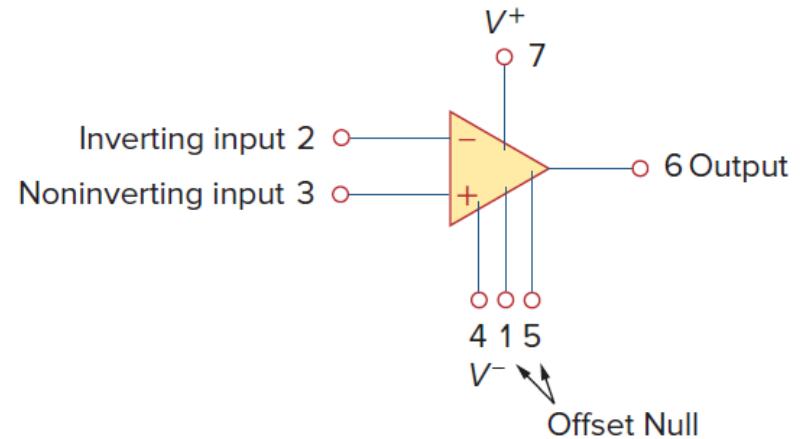 V+
7
Inverting input 2
−
6 Output
Noninverting input 3
+
4 1 5
V−
Offset Null